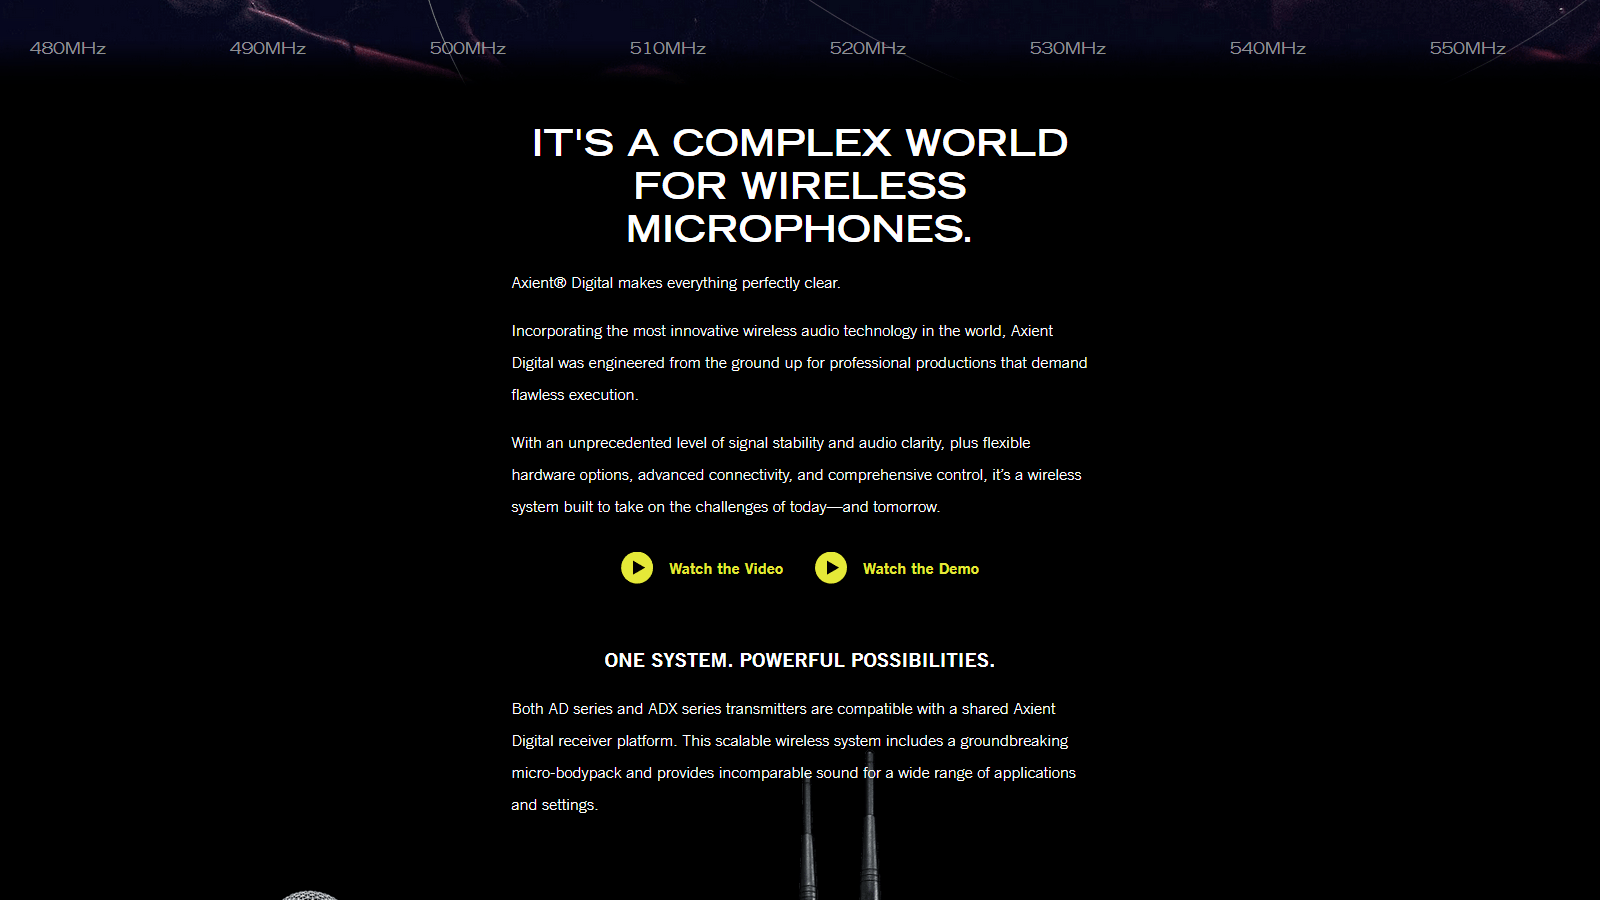 480MHz 490MHz 500MHz 510MHz 520MHz 530MHz 540MHz 550MHz
IT'S A COMPLEX WORLD
FOR WIRELESS
MICROPHONES.
Axient® Digital makes everything perfectly clear.
Incorporating the most innovative wireless audio technology in the world, Axient
Digital was engineered from the ground up for professional productions that demand
flawless execution.
With an unprecedented level of signal stability and audio clarity, plus flexible
hardware options, advanced connectivity, and comprehensive control, it’s a wireless
system built to take on the challenges of today—and tomorrow.
Watch the Video Watch the Demo
ONE SYSTEM. POWERFUL POSSIBILITIES.
Both AD series and ADX series transmitters are compatible with a shared Axient
Digital receiver platform. This scalable wireless system includes a groundbreaking
micro-bodypack and provides incomparable sound for a wide range of applications
and settings.